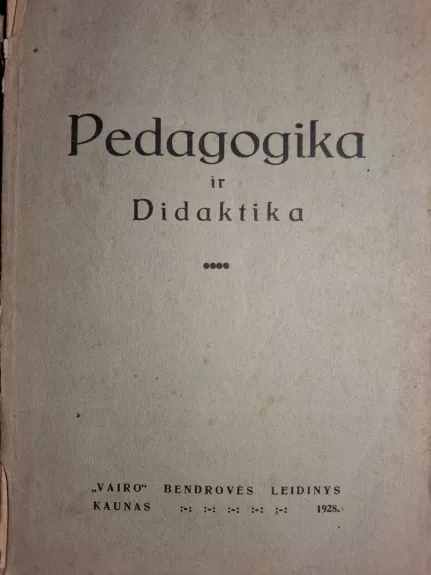 Pedagogika
ir
Didaktika
„VAIRO“ BENDROVĖS LEIDINYS
KAUNAS :-: :-: :-: :-: ;-: 1928.